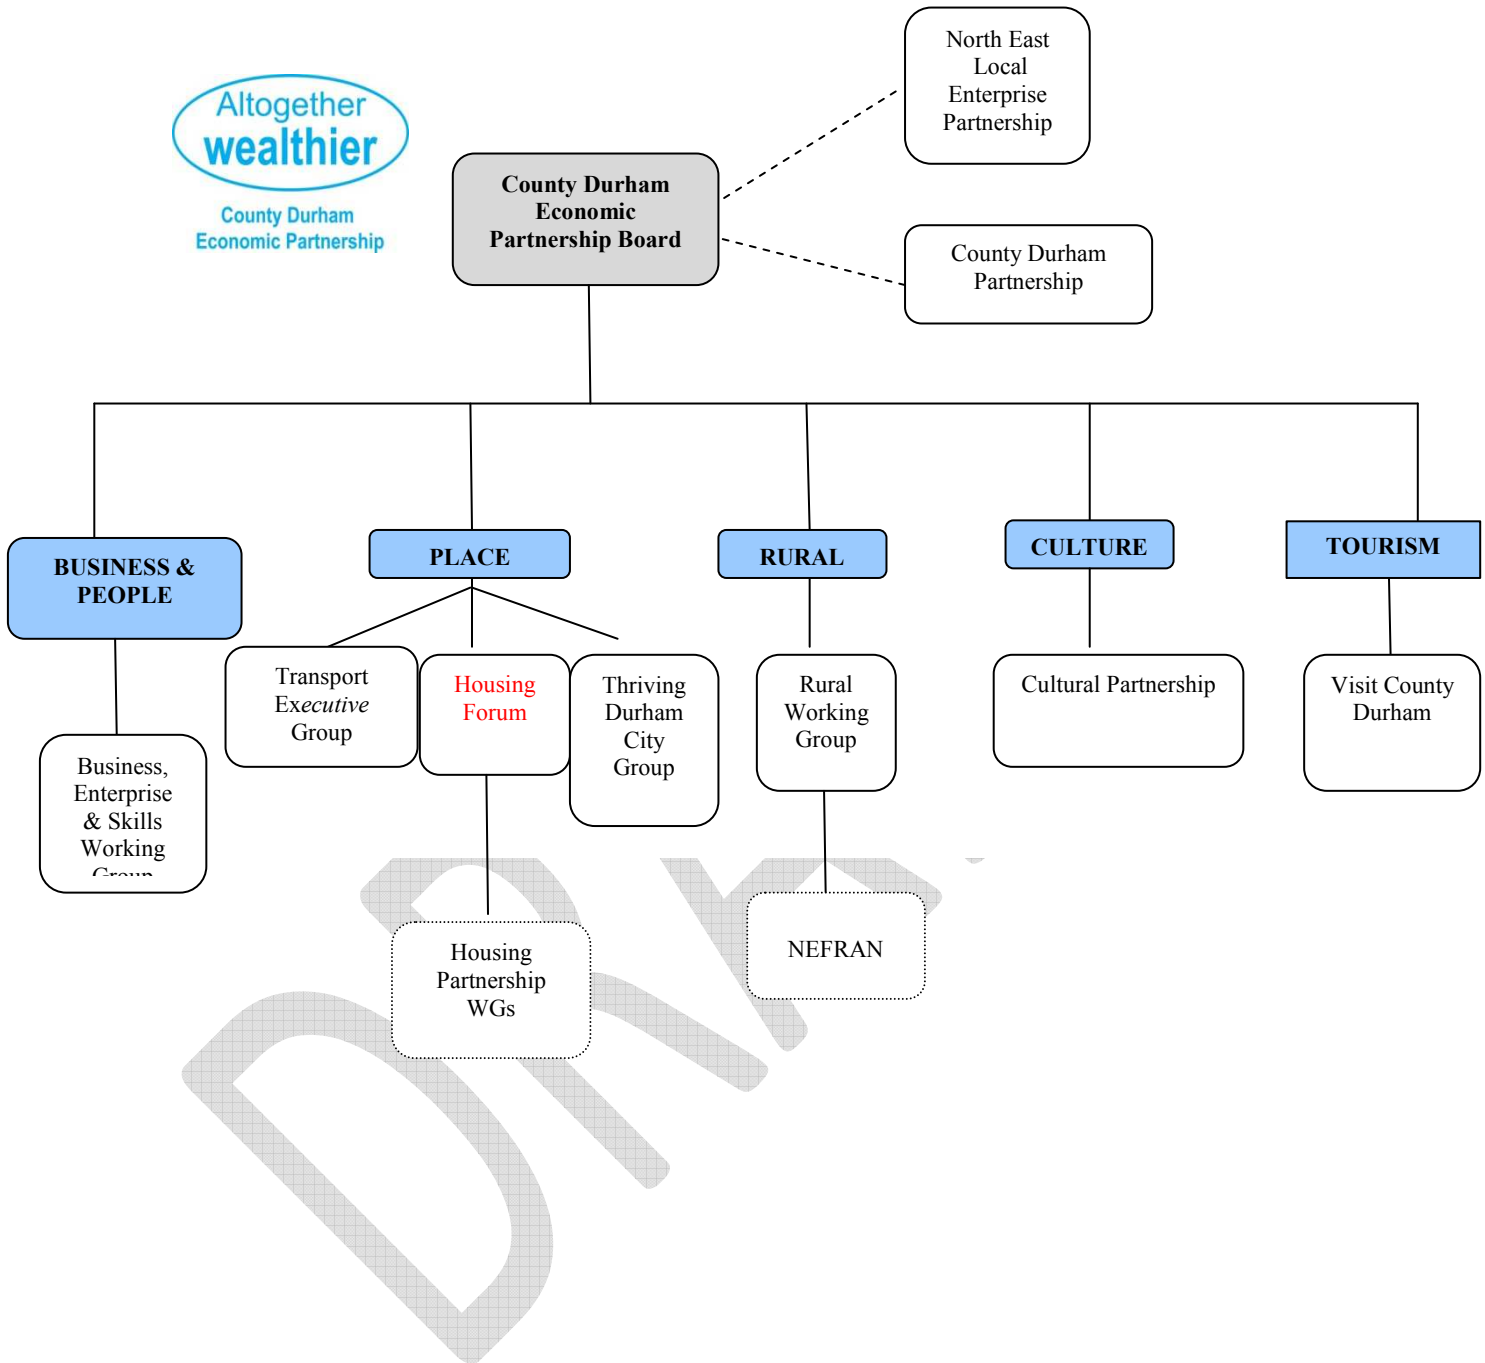 North East
Local
Enterprise
Partnership
Altogether
wealthier
County Durham
Economic Partnership
County Durham
Economic
Partnership Board
County Durham
Partnership
BUSINESS &
PEOPLE
PLACE
RURAL
CULTURE
TOURISM
Business,
Enterprise
& Skills
Working
Group
Transport
Executive
Group
Housing
Forum
Thriving
Durham
City
Group
Rural
Working
Group
Cultural Partnership
Visit County
Durham
Housing
Partnership
WGs
NEFRAN